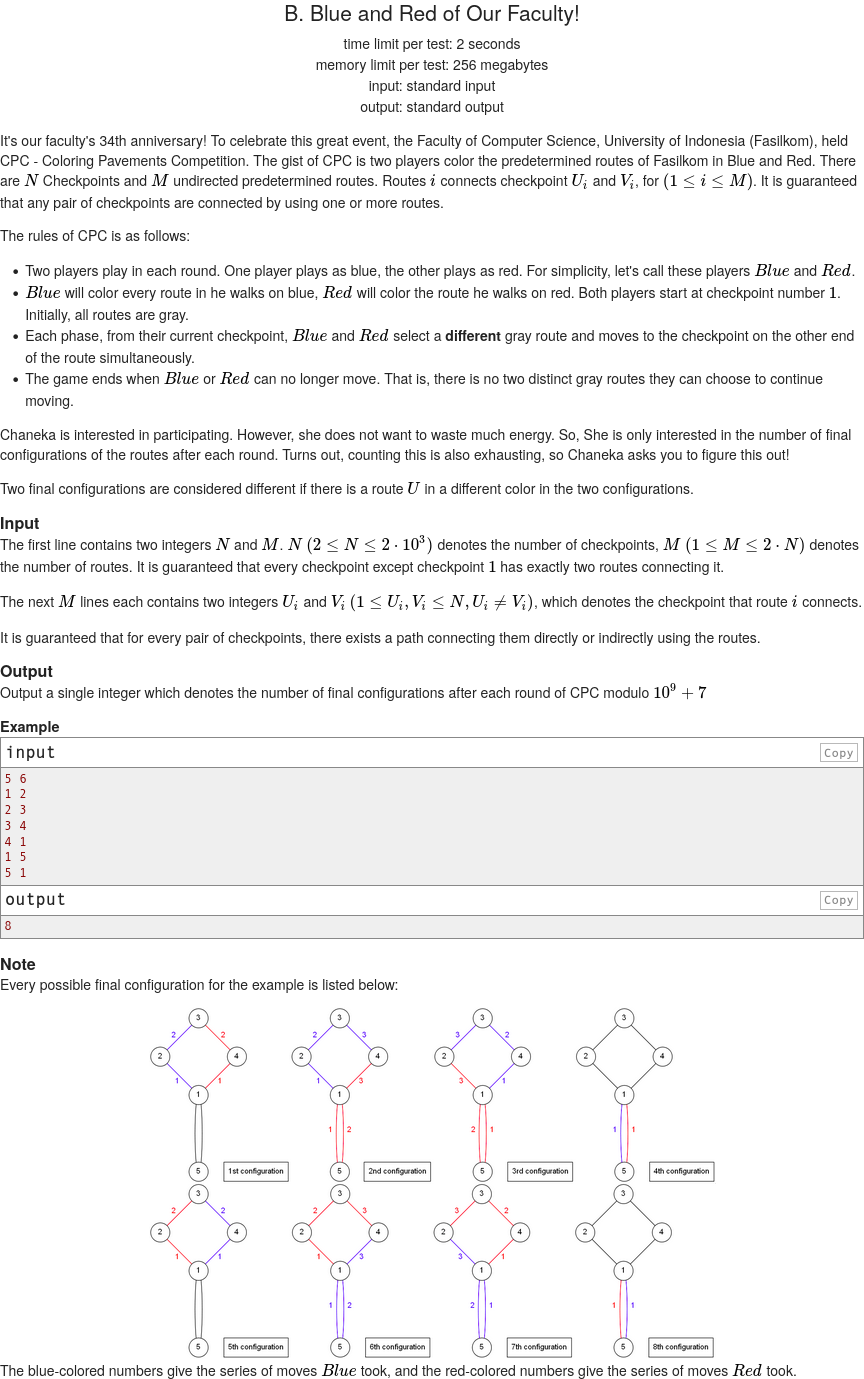 B. Blue and Red of Our Faculty!
time limit per test: 2 seconds
memory limit per test: 256 megabytes
input: standard input
output: standard output
It's our faculty's 34th anniversary! To celebrate this great event, the Faculty of Computer Science, University of Indonesia (Fasilkom), held
CPC - Coloring Pavements Competition. The gist of CPC is two players color the predetermined routes of Fasilkom in Blue and Red. There
are N Checkpoints and M undirected predetermined routes. Routes i connects checkpoint U_i and V_i, for (1 ≤ i ≤ M). It is guaranteed
that any pair of checkpoints are connected by using one or more routes.
The rules of CPC is as follows:
• Two players play in each round. One player plays as blue, the other plays as red. For simplicity, let's call these players Blue and Red.
• Blue will color every route in he walks on blue, Red will color the route he walks on red. Both players start at checkpoint number 1.
Initially, all routes are gray.
• Each phase, from their current checkpoint, Blue and Red select a different gray route and moves to the checkpoint on the other end
of the route simultaneously.
• The game ends when Blue or Red can no longer move. That is, there is no two distinct gray routes they can choose to continue
moving.
Chaneka is interested in participating. However, she does not want to waste much energy. So, She is only interested in the number of final
configurations of the routes after each round. Turns out, counting this is also exhausting, so Chaneka asks you to figure this out!
Two final configurations are considered different if there is a route U in a different color in the two configurations.
Input
The first line contains two integers N and M. N (2 ≤ N ≤ 2 · 10^3) denotes the number of checkpoints, M (1 ≤ M ≤ 2 · N) denotes
the number of routes. It is guaranteed that every checkpoint except checkpoint 1 has exactly two routes connecting it.
The next M lines each contains two integers U_i and V_i (1 ≤ U_i, V_i ≤ N, U_i ≠ V_i), which denotes the checkpoint that route i connects.
It is guaranteed that for every pair of checkpoints, there exists a path connecting them directly or indirectly using the routes.
Output
Output a single integer which denotes the number of final configurations after each round of CPC modulo 10^9 + 7
Example
input Copy
5 6
1 2
2 3
3 4
4 1
1 5
5 1
output Copy
8
Note
Every possible final configuration for the example is listed below:
3 3 3 3
2 2 2 3 3 2
2 4 2 4 2 4 2 4
1 1 1 3 3 1
1 1 1 1
1 2 2 1 1 1
5 1st configuration 5 2nd configuration 5 3rd configuration 5 4th configuration
3 3 3 3
2 2 2 3 3 2
2 4 2 4 2 4 2 4
1 1 1 3 3 1
1 1 1 1
1 2 2 1 1 1
5 5th configuration 5 6th configuration 5 7th configuration 5 8th configuration
The blue-colored numbers give the series of moves Blue took, and the red-colored numbers give the series of moves Red took.